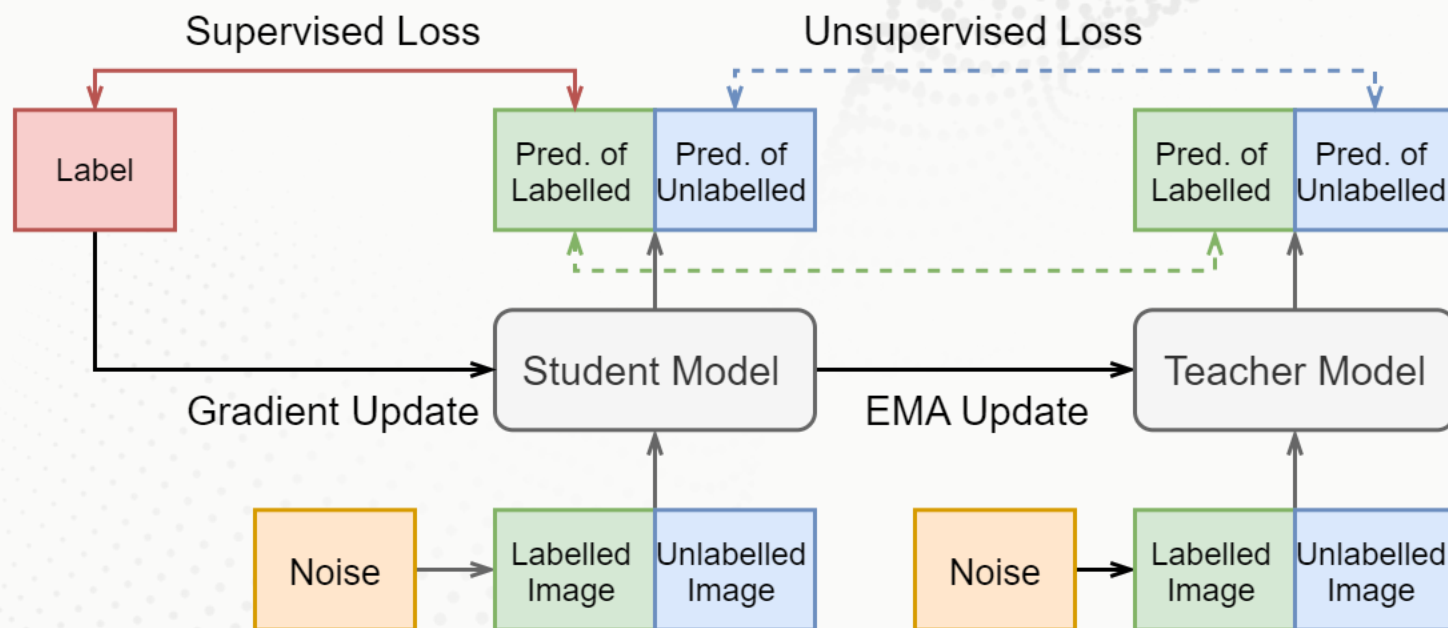 Supervised Loss
Unsupervised Loss
Label
Pred. of
Labelled
Pred. of
Unlabelled
Pred. of
Labelled
Pred. of
Unlabelled
Student Model
Teacher Model
Gradient Update
EMA Update
Noise
Labelled
Image
Unlabelled
Image
Noise
Labelled
Image
Unlabelled
Image